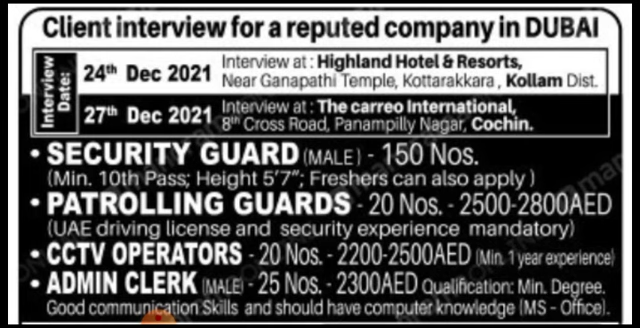 Client interview for a reputed company in DUBAI
Interview Date:
24th Dec 2021 Interview at : Highland Hotel & Resorts,
Near Ganapathi Temple, Kottarakkara , Kollam Dist.
27th Dec 2021 Interview at : The carreo International,
8th Cross Road, Panampilly Nagar, Cochin.
• SECURITY GUARD (MALE) - 150 Nos.
(Min. 10th Pass; Height 5'7"; Freshers can also apply )
• PATROLLING GUARDS - 20 Nos. - 2500-2800AED
(UAE driving license and security experience mandatory)
• CCTV OPERATORS - 20 Nos. - 2200-2500AED (Min. 1 year experience)
• ADMIN CLERK (MALE) - 25 Nos. - 2300AED Qualification: Min. Degree.
Good communication Skills and should have computer knowledge (MS - Office).